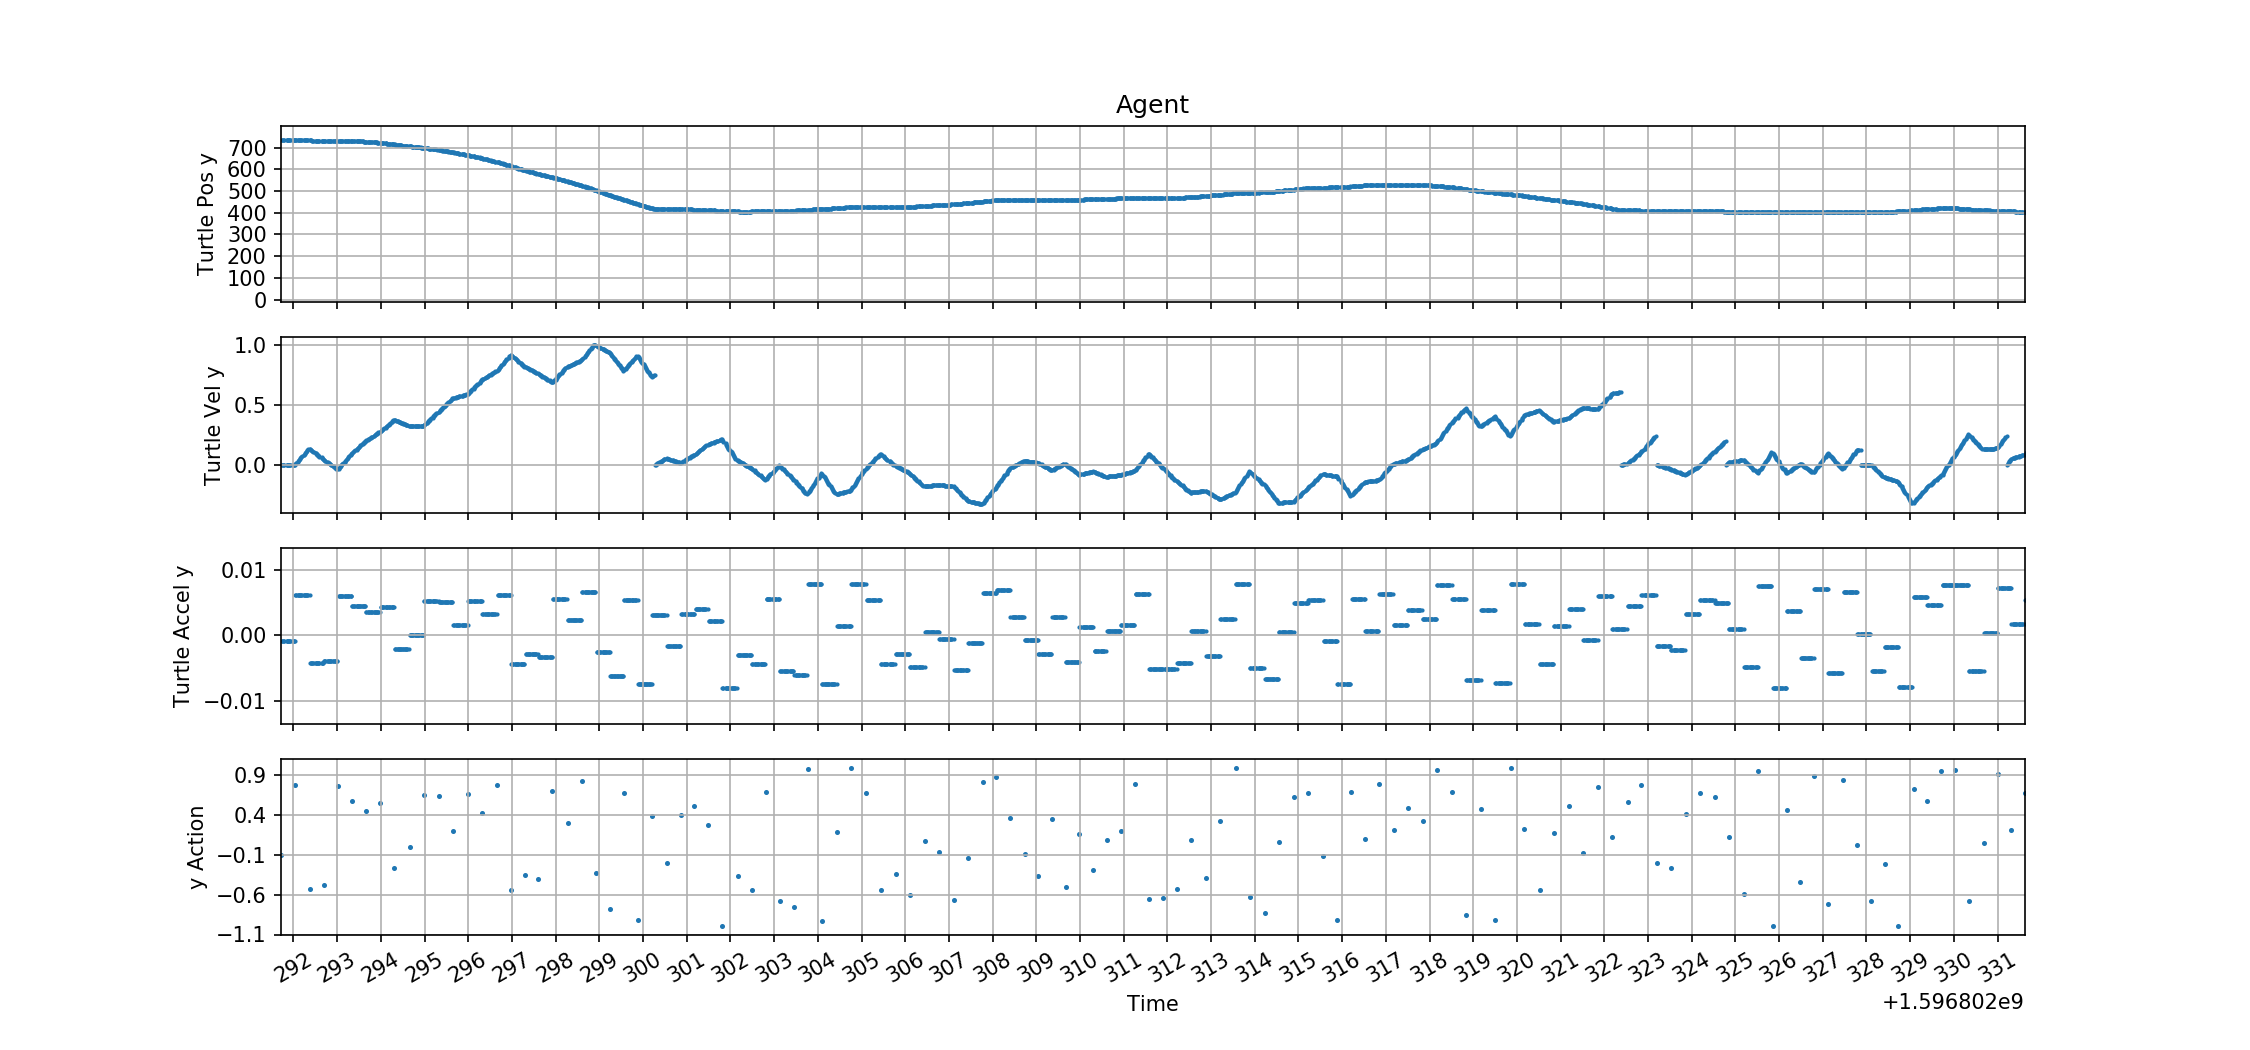 Agent
Turtle Pos y
700
600
500
400
300
200
100
0
Turtle Vel y
1.0
0.5
0.0
Turtle Accel y
0.01
0.00
−0.01
y Action
0.9
0.4
−0.1
−0.6
−1.1
292 293 294 295 296 297 298 299 300 301 302 303 304 305 306 307 308 309 310 311 312 313 314 315 316 317 318 319 320 321 322 323 324 325 326 327 328 329 330 331
Time
+1.596802e9